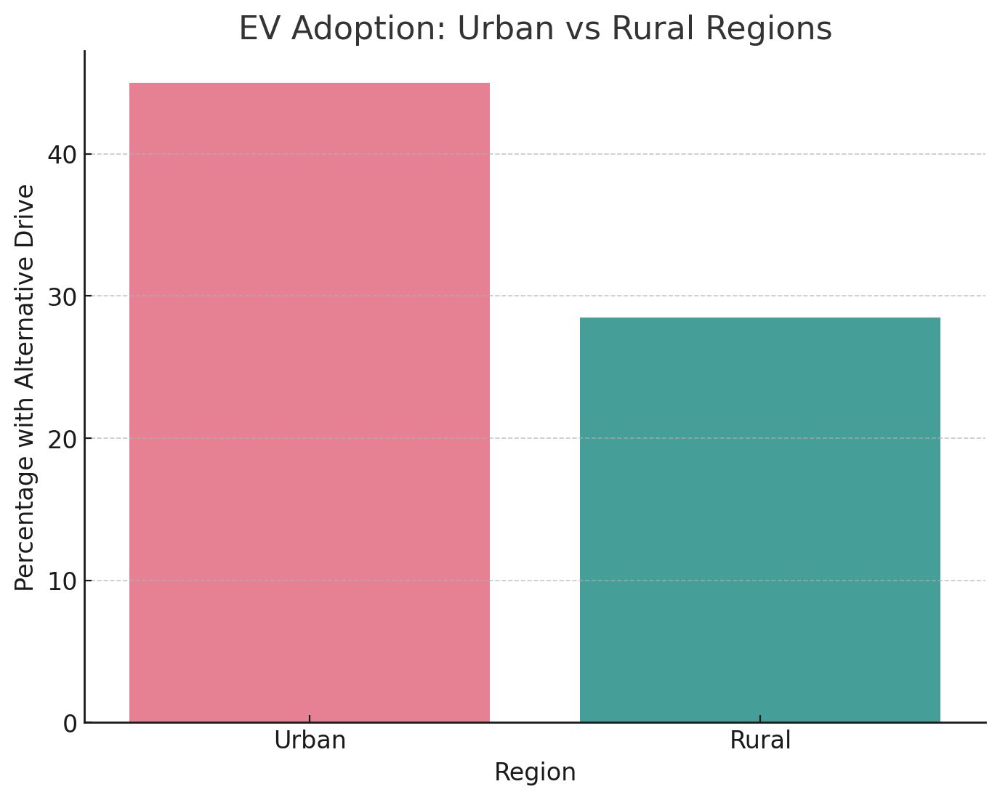 EV Adoption: Urban vs Rural Regions
Percentage with Alternative Drive
40
30
20
10
0
Urban
Rural
Region